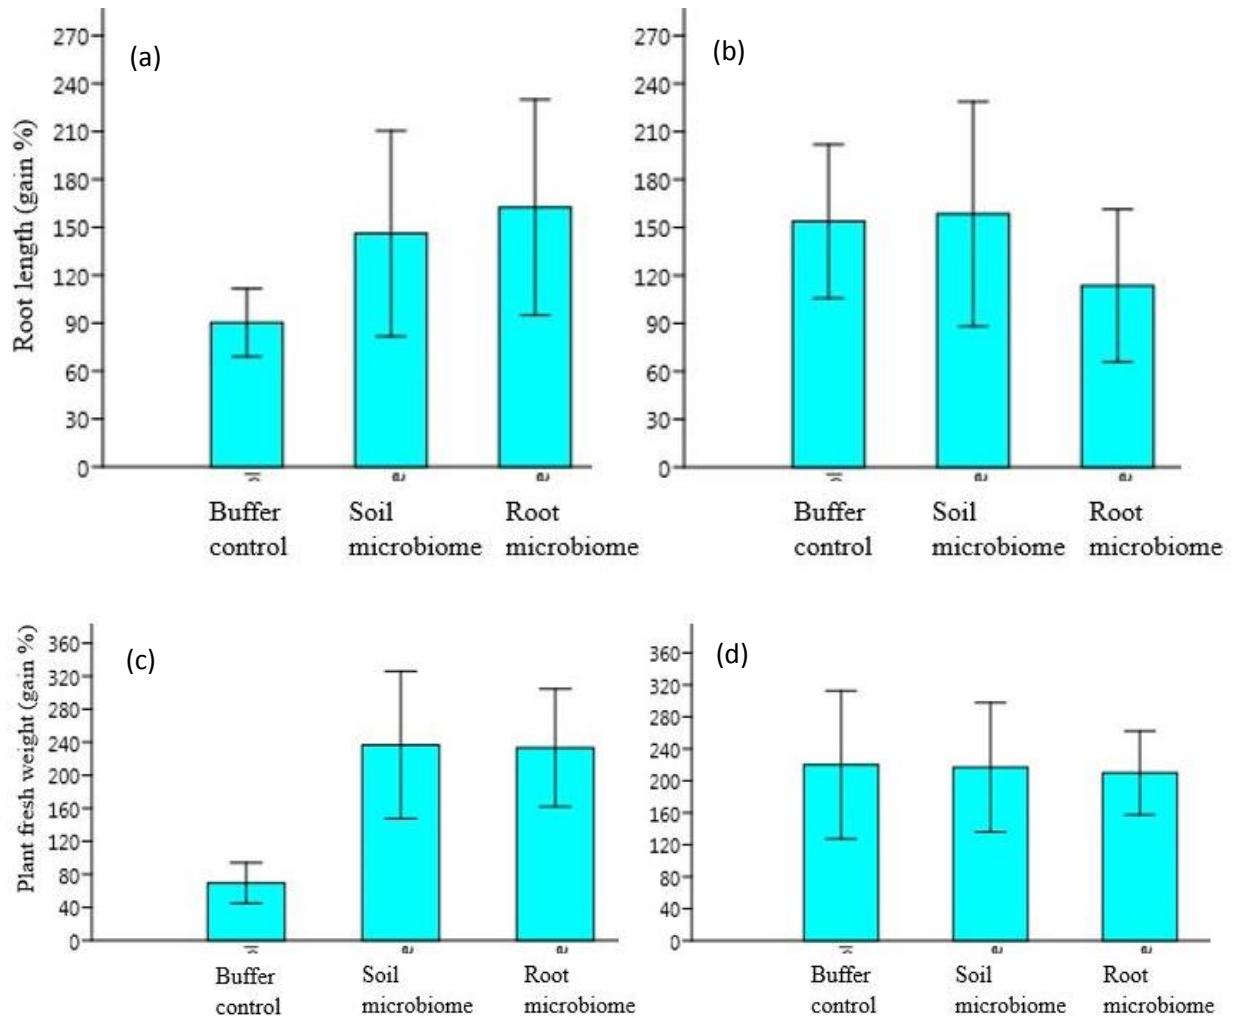 (a)
270
240
210
180
150
120
90
60
30
0
Root length (gain %)
Buffer control
Soil microbiome
Root microbiome
(b)
270
240
210
180
150
120
90
60
30
0
Buffer control
Soil microbiome
Root microbiome
(c)
360
320
280
240
200
160
120
80
40
0
Plant fresh weight (gain %)
Buffer control
Soil microbiome
Root microbiome
(d)
360
320
280
240
200
160
120
80
40
0
Buffer control
Soil microbiome
Root microbiome